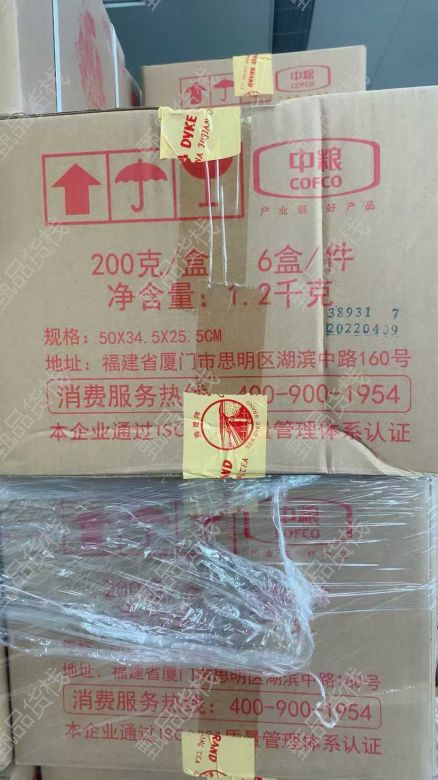 中粮
COFCO
A DYKE
中粮
COFCO
产业链·好产品
200克/盒 6盒/件
净含量: 1.2千克
38931 7
20220409
规格: 50X34.5X25.5CM
地址: 福建省厦门市思明区湖滨中路160号
消费服务热线: 400-900-1954
本企业通过ISO 质量管理体系认证
中粮
地址: 福建省厦门市思明区湖滨中路160号
消费服务热线: 400-900-1954
本企业通过 质量管理体系认证